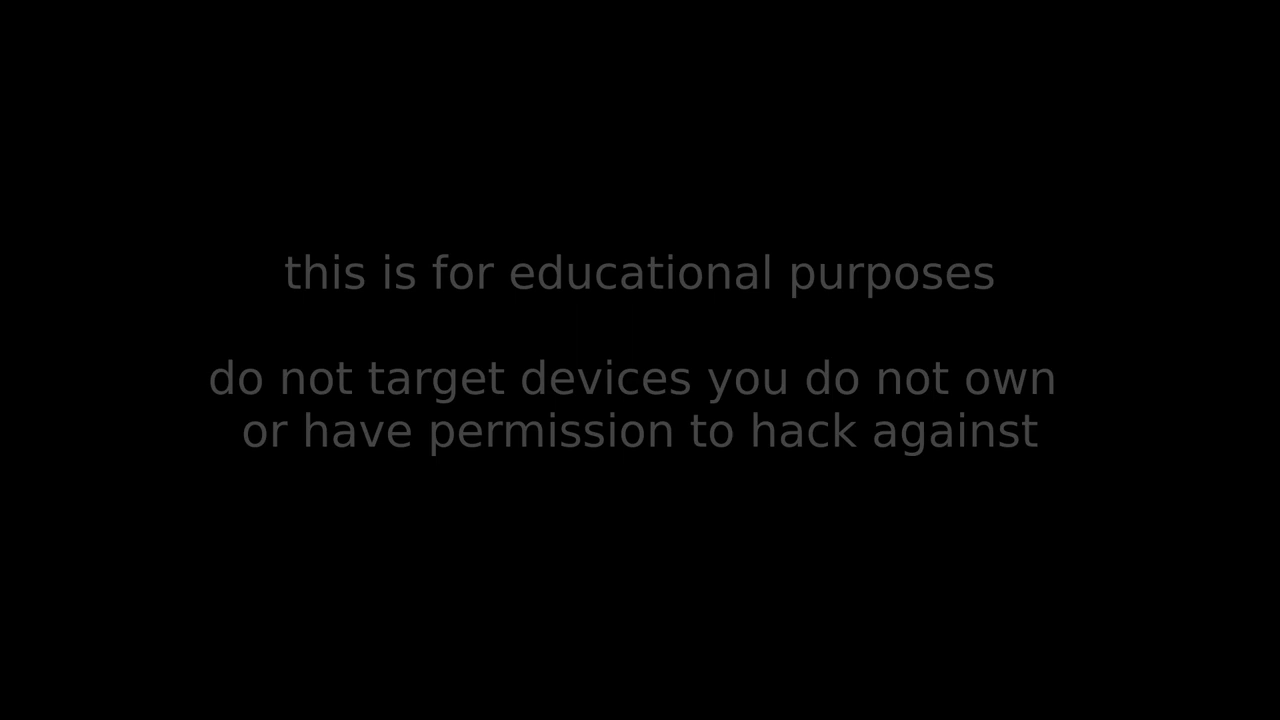 this is for educational purposes
do not target devices you do not own
or have permission to hack against